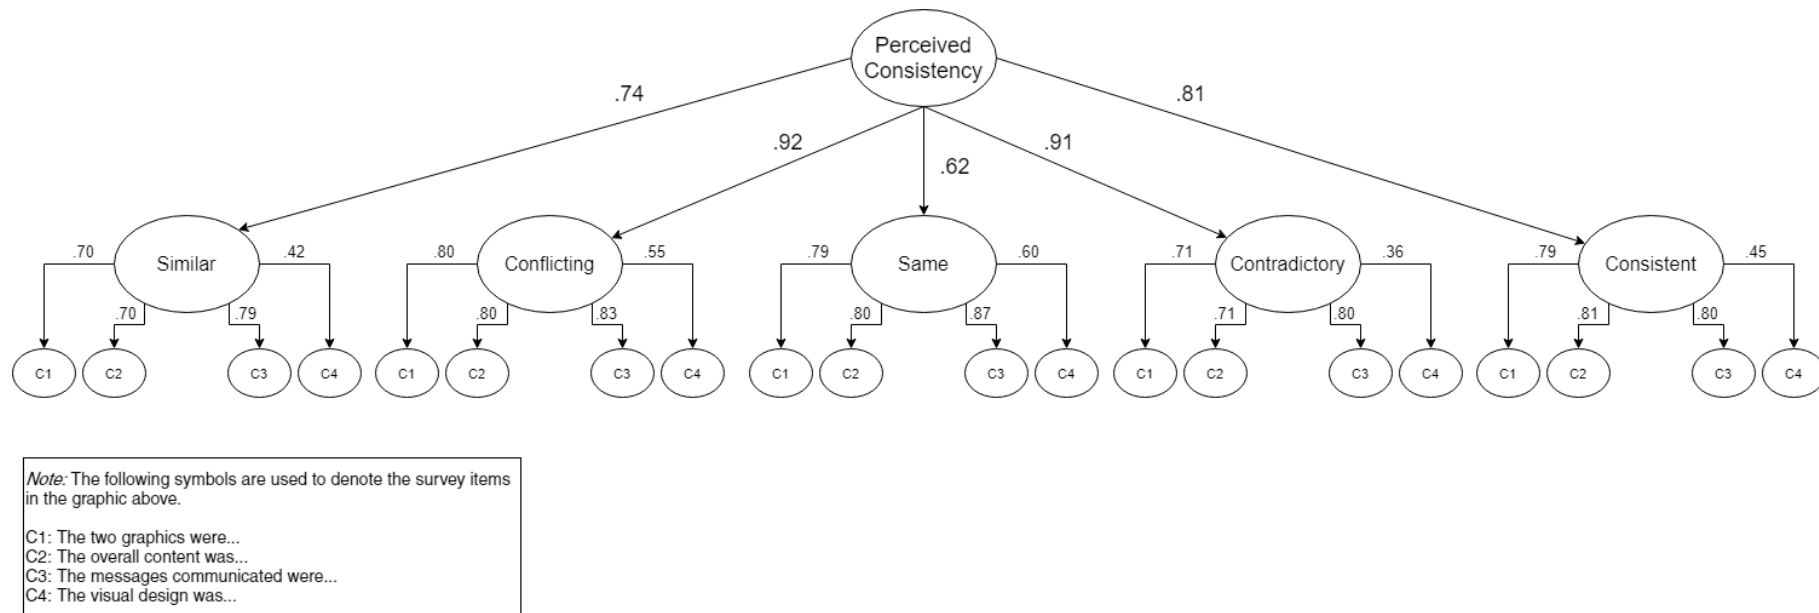 Perceived
Consistency
.74
.81
.92
.91
.62
.70
Similar
.42
.80
Conflicting
.55
.79
Same
.60
.71
Contradictory
.36
.79
Consistent
.45
.70
.79
.80
.83
.80
.87
.71
.80
.81
.80
C1
C2
C3
C4
C1
C2
C3
C4
C1
C2
C3
C4
C1
C2
C3
C4
C1
C2
C3
C4
Note: The following symbols are used to denote the survey items
in the graphic above.
C1: The two graphics were...
C2: The overall content was...
C3: The messages communicated were...
C4: The visual design was...